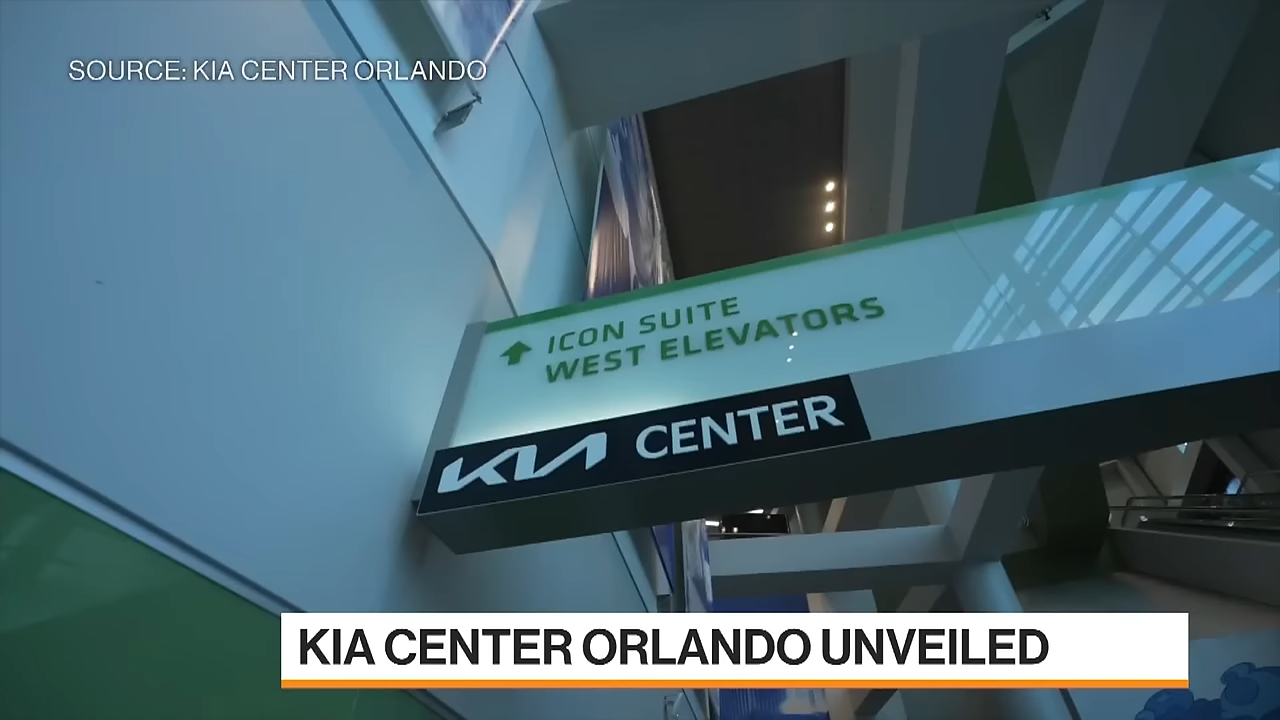 SOURCE: KIA CENTER ORLANDO
ICON SUITE
WEST ELEVATORS
KIA CENTER
KIA CENTER ORLANDO UNVEILED